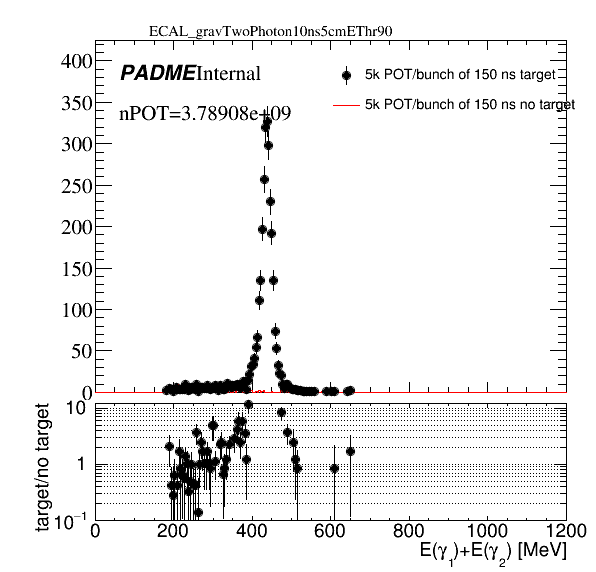 ECAL_gravTwoPhoton10ns5cmEThr90
400
350
300
250
200
150
100
50
0
PADME Internal
nPOT=3.78908e+09
5k POT/bunch of 150 ns target
5k POT/bunch of 150 ns no target
target/no target
10
1
10⁻¹
0 200 400 600 800 1000 1200
E(γ₁)+E(γ₂) [MeV]